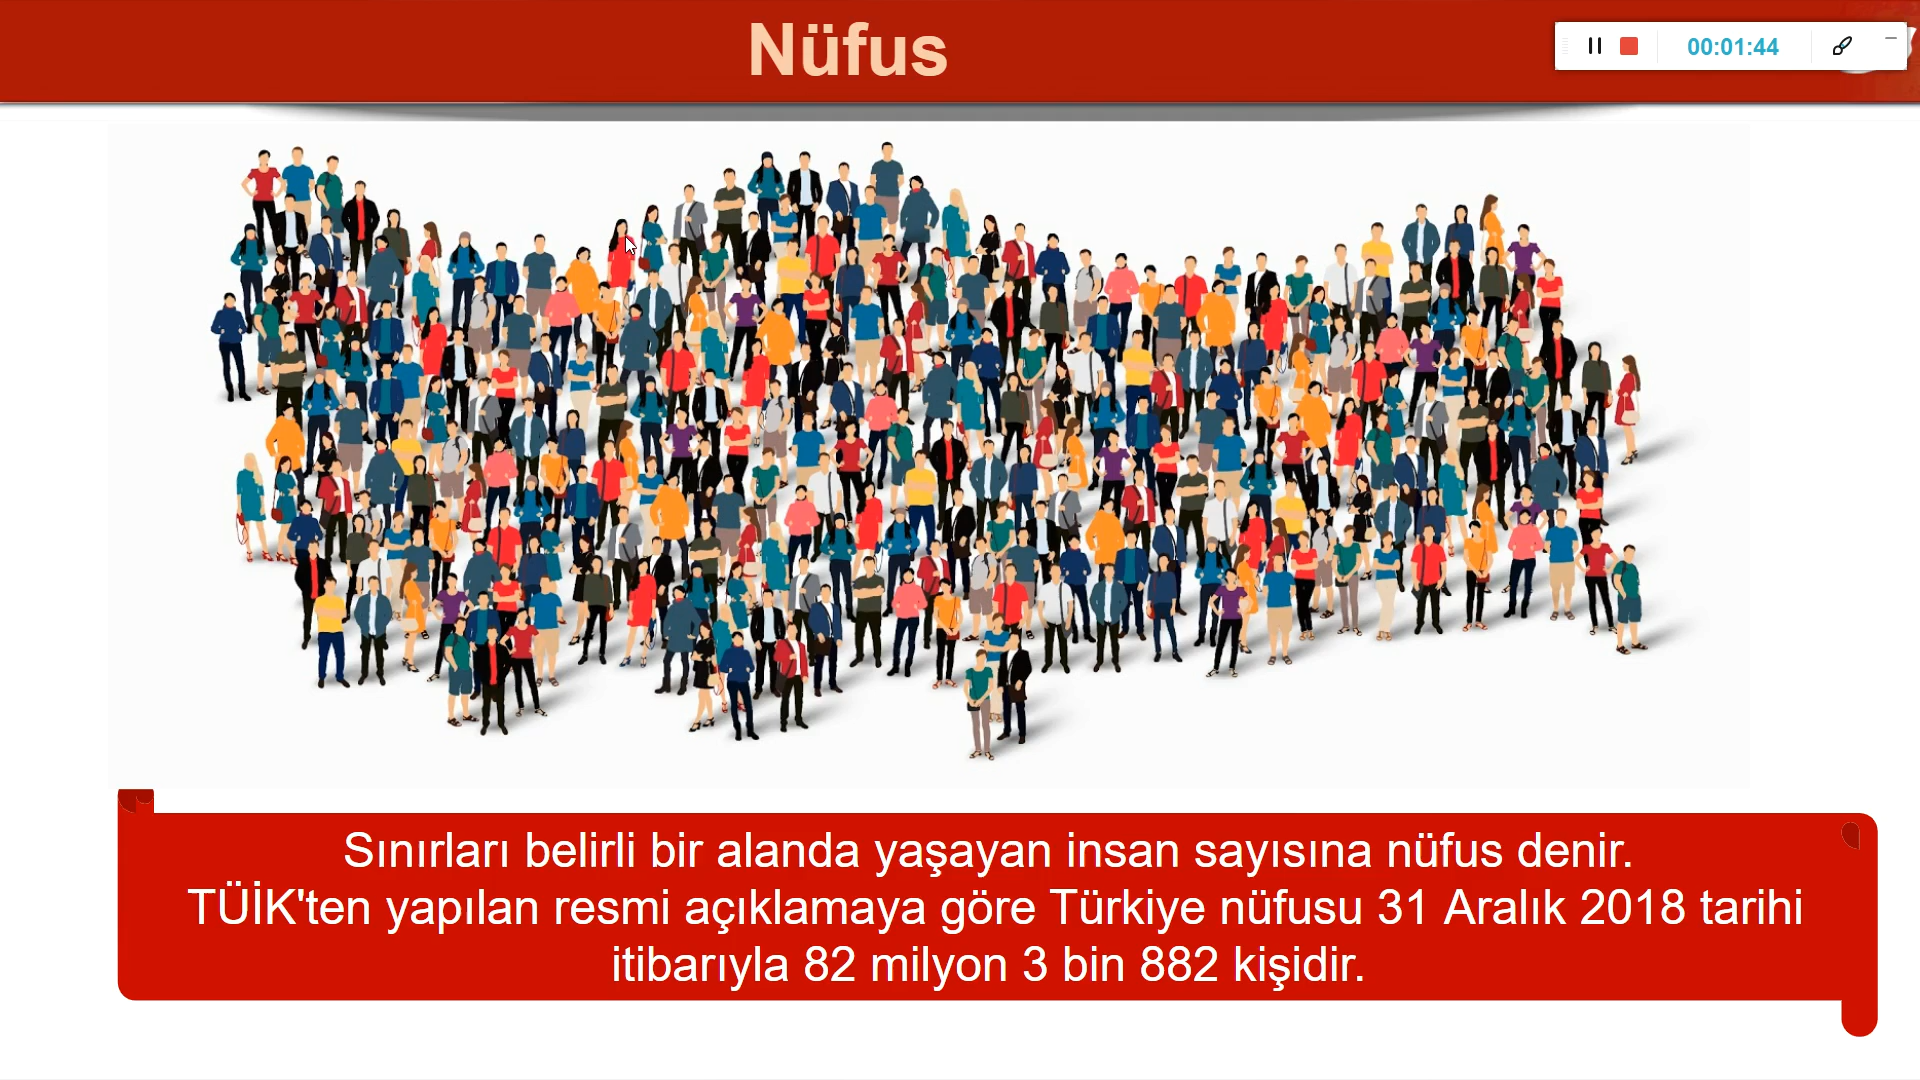 Nüfus
00:01:44
Sınırları belirli bir alanda yaşayan insan sayısına nüfus denir.
TÜİK'ten yapılan resmi açıklamaya göre Türkiye nüfusu 31 Aralık 2018 tarihi
itibarıyla 82 milyon 3 bin 882 kişidir.